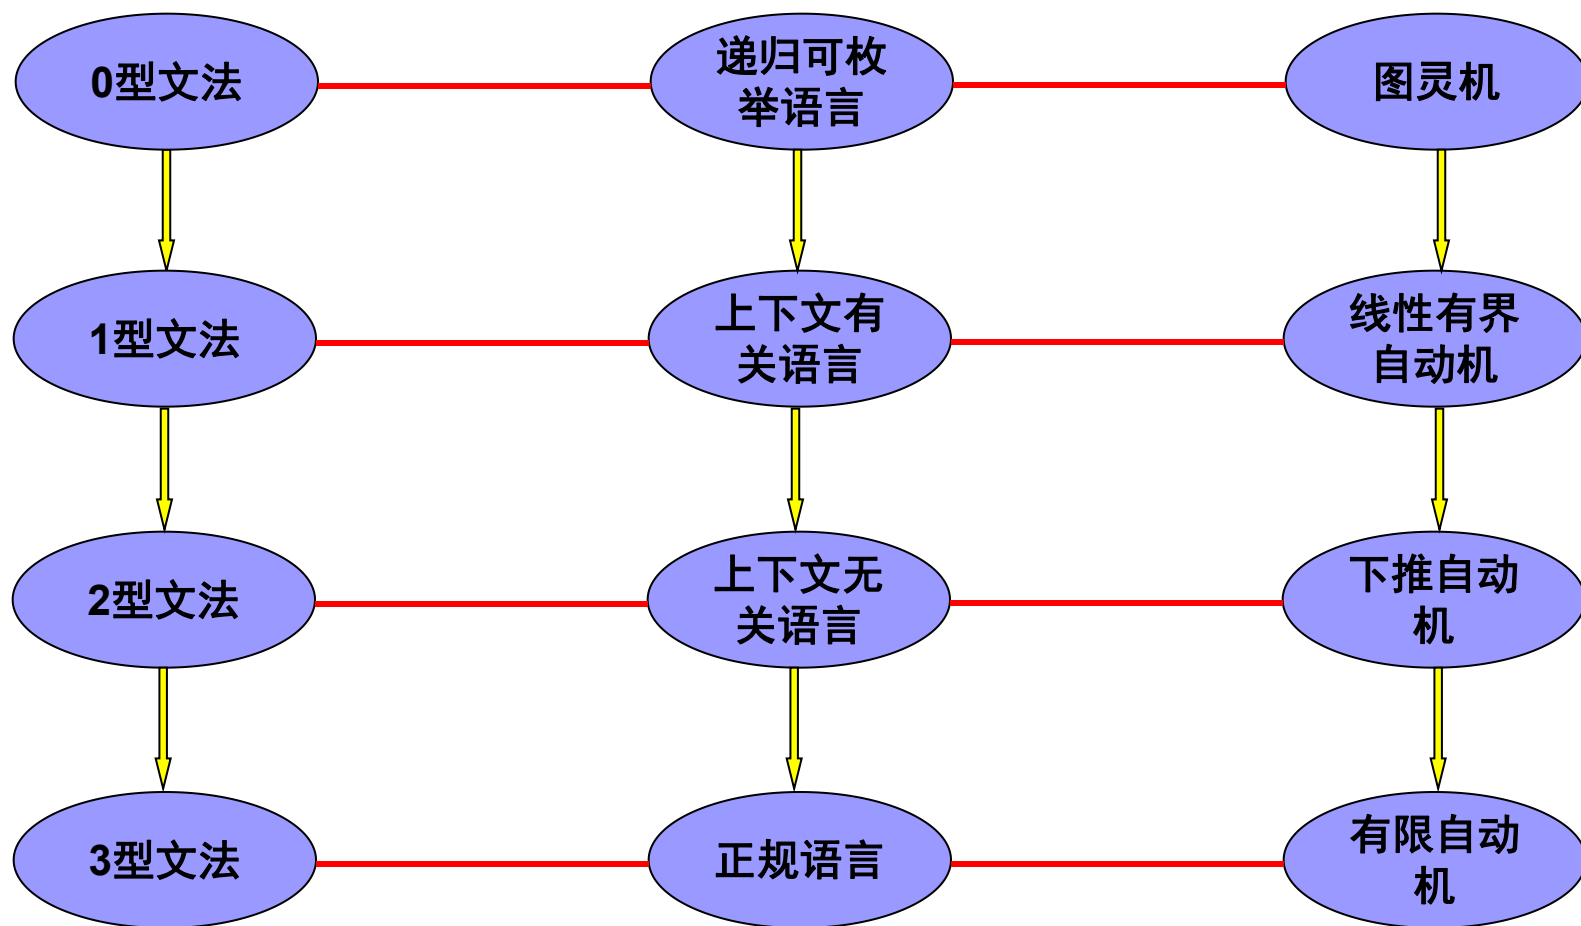 0型文法
递归可枚
举语言
图灵机
1型文法
上下文有
关语言
线性有界
自动机
2型文法
上下文无
关语言
下推自动
机
3型文法
正规语言
有限自动
机